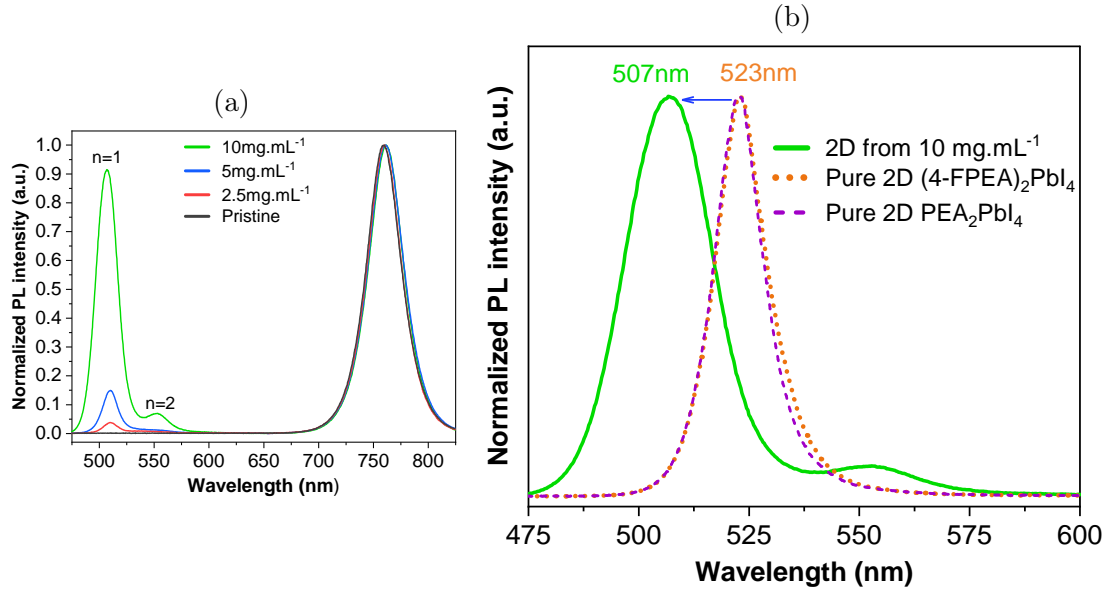 (a)
n=1
n=2
10mg.mL⁻¹
5mg.mL⁻¹
2.5mg.mL⁻¹
Pristine
1.0
0.9
0.8
0.7
0.6
0.5
0.4
0.3
0.2
0.1
0.0
Normalized PL intensity (a.u.)
500 550 600 650 700 750 800
Wavelength (nm)
(b)
507nm
523nm
2D from 10 mg.mL⁻¹
Pure 2D (4-FPEA)₂PbI₄
Pure 2D PEA₂PbI₄
Normalized PL intensity (a.u.)
475 500 525 550 575 600
Wavelength (nm)